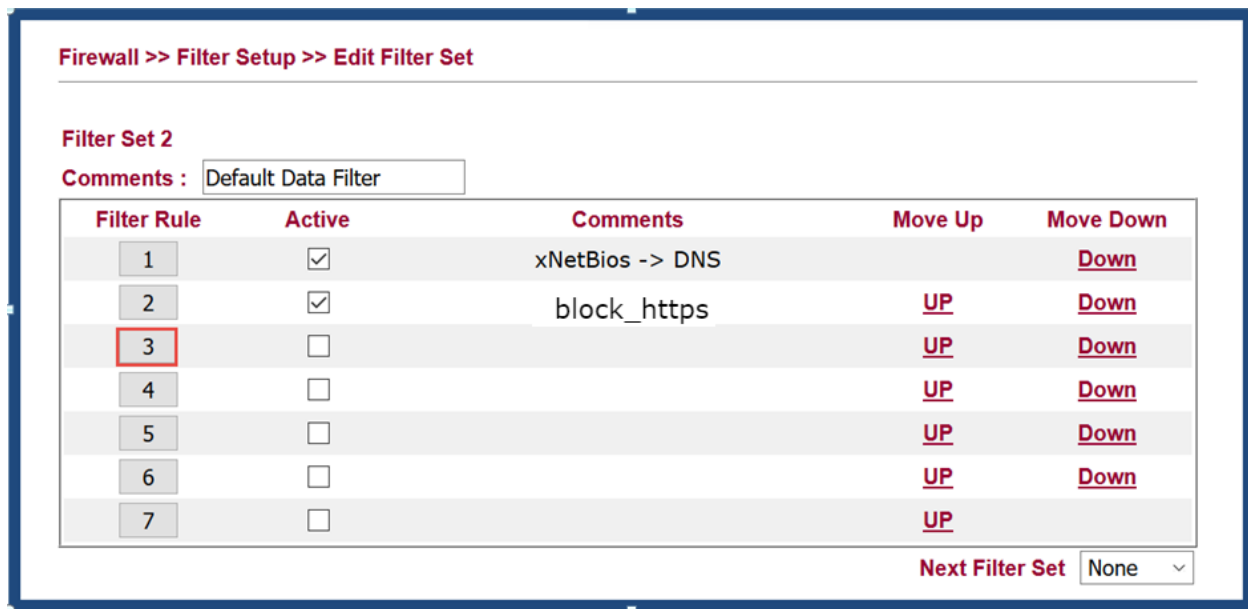 Firewall >> Filter Setup >> Edit Filter Set
Filter Set 2
Comments : Default Data Filter
Filter Rule Active Comments Move Up Move Down
1 xNetBios -> DNS Down
2 block_https UP Down
3 UP Down
4 UP Down
5 UP Down
6 UP Down
7 UP
Next Filter Set None